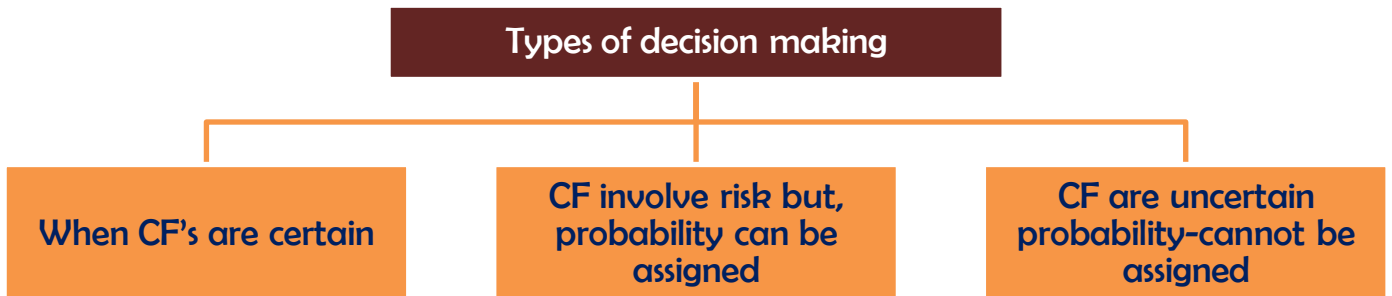 Types of decision making
When CF's are certain
CF involve risk but,
probability can be
assigned
CF are uncertain
probability-cannot be
assigned